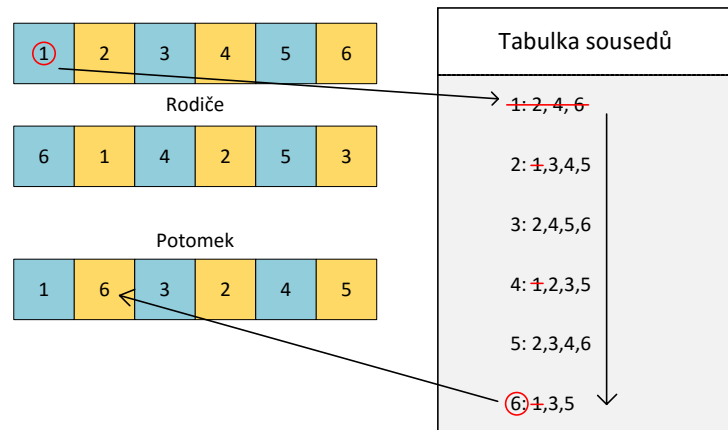 1 2 3 4 5 6
Rodiče
6 1 4 2 5 3
Potomek
1 6 3 2 4 5
Tabulka sousedů
1: 2, 4, 6
2: 1,3,4,5
3: 2,4,5,6
4: 1,2,3,5
5: 2,3,4,6
6: 1,3,5